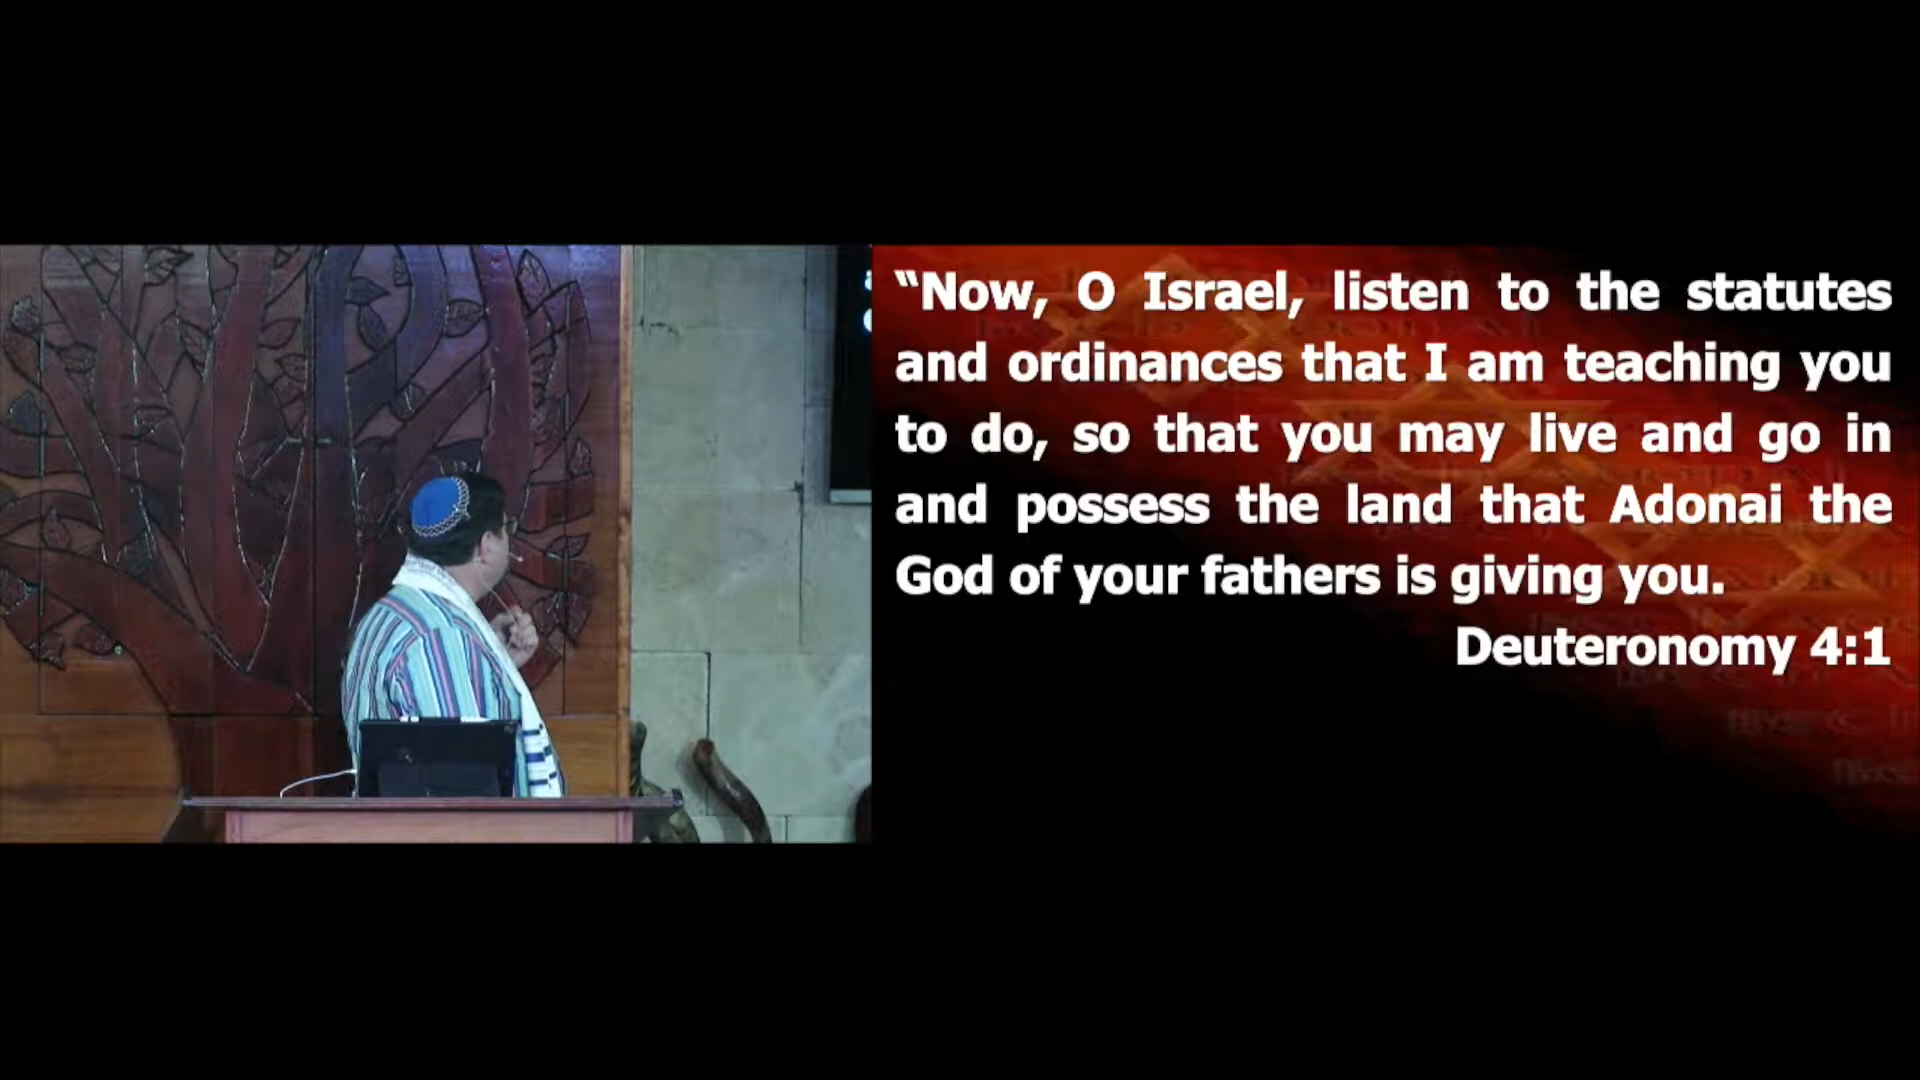 “Now, O Israel, listen to the statutes
and ordinances that I am teaching you
to do, so that you may live and go in
and possess the land that Adonai the
God of your fathers is giving you.
Deuteronomy 4:1